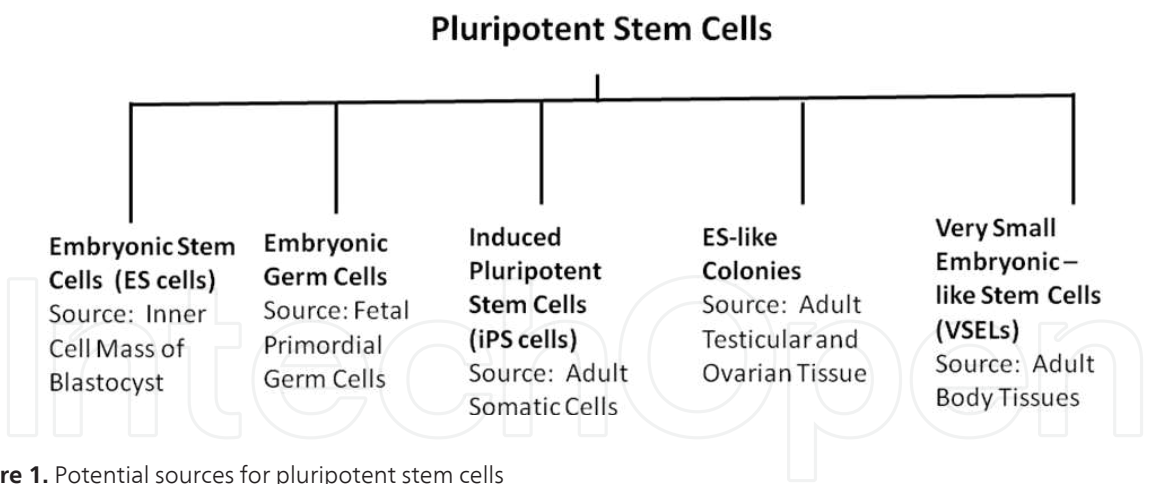 Pluripotent Stem Cells
Embryonic Stem
Cells (ES cells)
Source: Inner
Cell Mass of
Blastocyst
Embryonic
Germ Cells
Source: Fetal
Primordial
Germ Cells
Induced
Pluripotent
Stem Cells
(iPS cells)
Source: Adult
Somatic Cells
ES-like
Colonies
Source: Adult
Testicular and
Ovarian Tissue
Very Small
Embryonic–
like Stem Cells
(VSELs)
Source: Adult
Body Tissues
IntechOpen
re 1. Potential sources for pluripotent stem cells